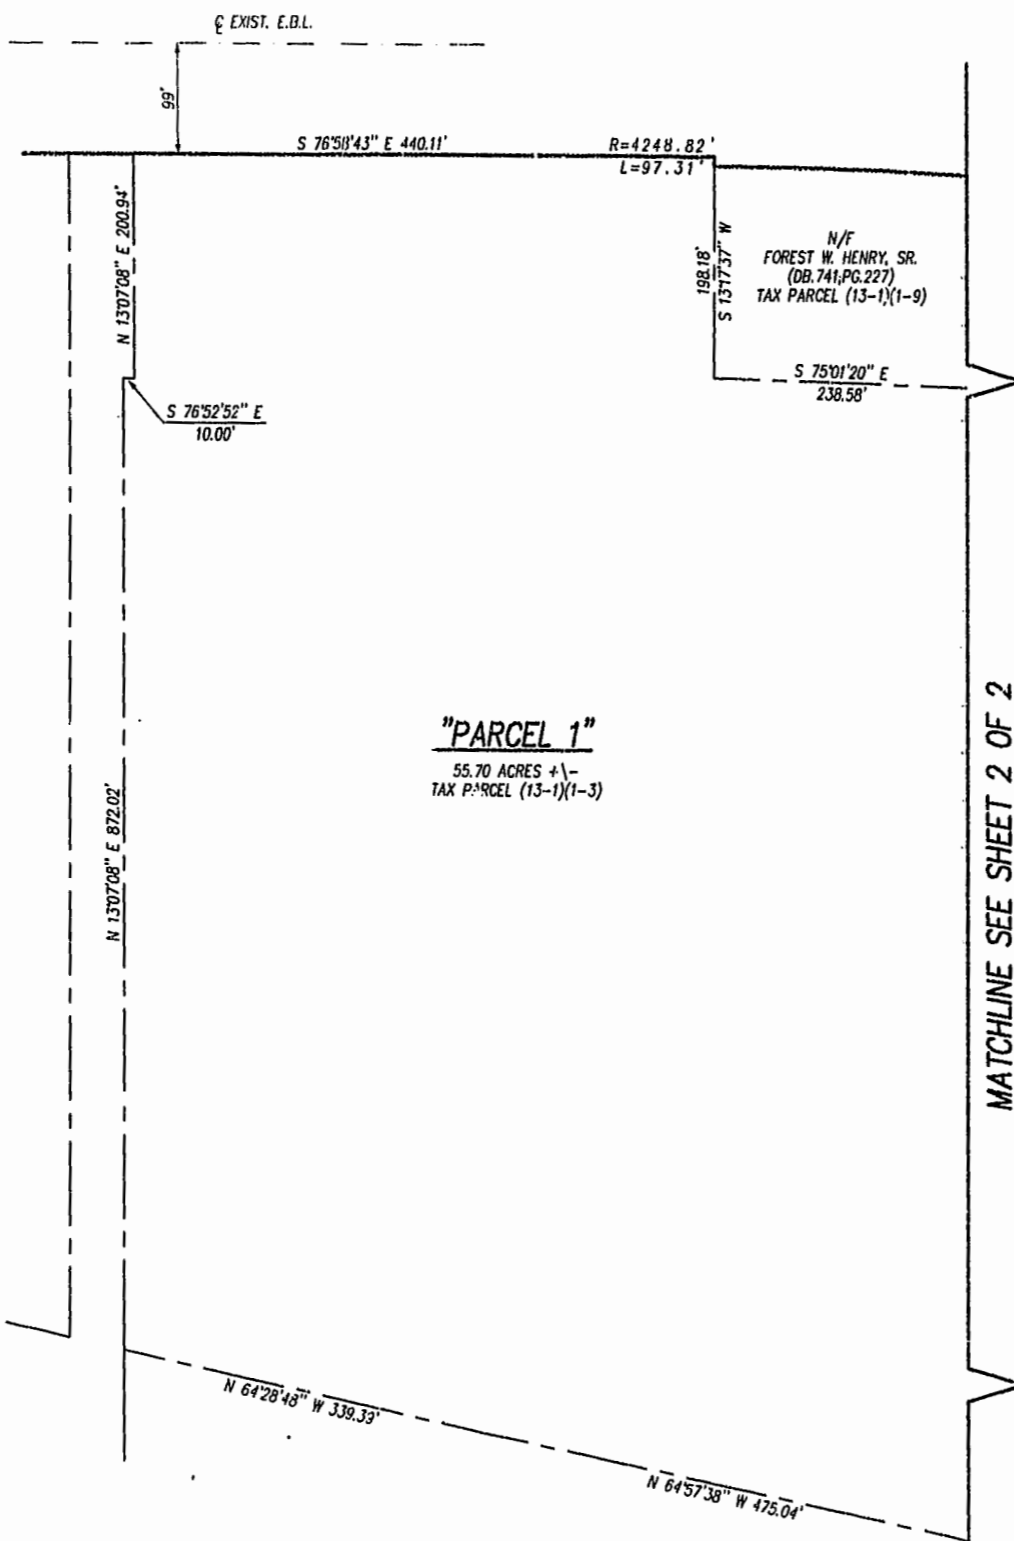 ℄ EXIST. E.B.L.
99'
S 76°58'43" E 440.11'
R=4248.82'
L=97.31'
N 13°07'08" E 200.94'
198.18'
S 13°17'37" W
N/F
FOREST W. HENRY, SR.
(DB.741;PG.227)
TAX PARCEL (13-1)(1-9)
S 75°01'20" E
238.58'
S 76°52'52" E
10.00'
"PARCEL 1"
55.70 ACRES +\-
TAX PARCEL (13-1)(1-3)
N 13°07'08" E 872.02'
MATCHLINE SEE SHEET 2 OF 2
N 64°28'48" W 339.39'
N 64°57'38" W 475.04'